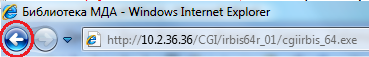 Библиотека МДА - Windows Internet Explorer
http://10.2.36.36/CGI/irbis64r_01/cgiirbis_64.exe